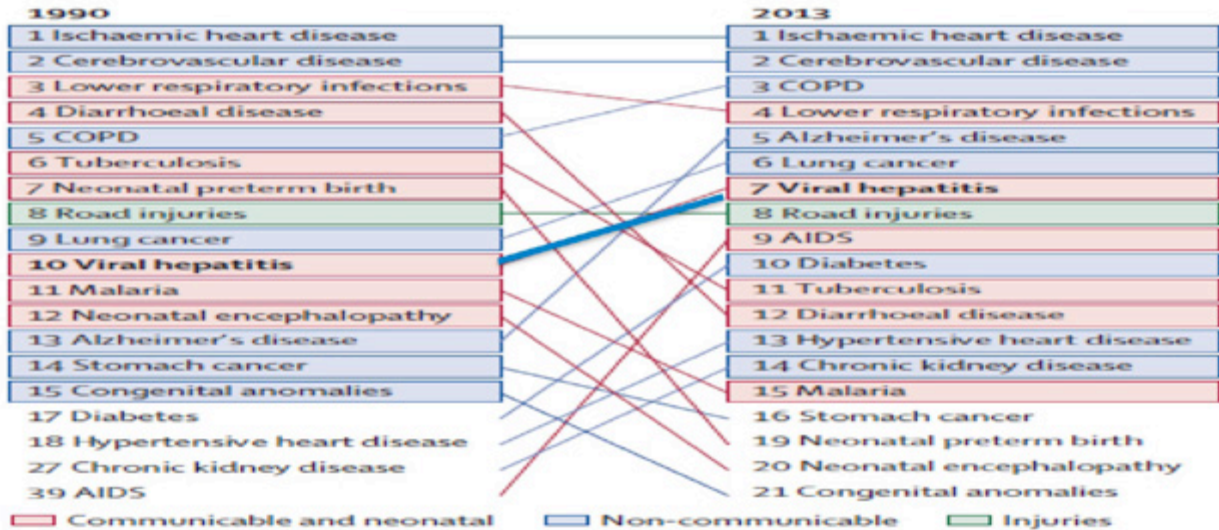 1990
1 Ischaemic heart disease
2 Cerebrovascular disease
3 Lower respiratory infections
4 Diarrhoeal disease
5 COPD
6 Tuberculosis
7 Neonatal preterm birth
8 Road injuries
9 Lung cancer
10 Viral hepatitis
11 Malaria
12 Neonatal encephalopathy
13 Alzheimer's disease
14 Stomach cancer
15 Congenital anomalies
17 Diabetes
18 Hypertensive heart disease
27 Chronic kidney disease
39 AIDS
2013
1 Ischaemic heart disease
2 Cerebrovascular disease
3 COPD
4 Lower respiratory infections
5 Alzheimer's disease
6 Lung cancer
7 Viral hepatitis
8 Road injuries
9 AIDS
10 Diabetes
11 Tuberculosis
12 Diarrhoeal disease
13 Hypertensive heart disease
14 Chronic kidney disease
15 Malaria
16 Stomach cancer
19 Neonatal preterm birth
20 Neonatal encephalopathy
21 Congenital anomalies
Communicable and neonatal
Non-communicable
Injuries